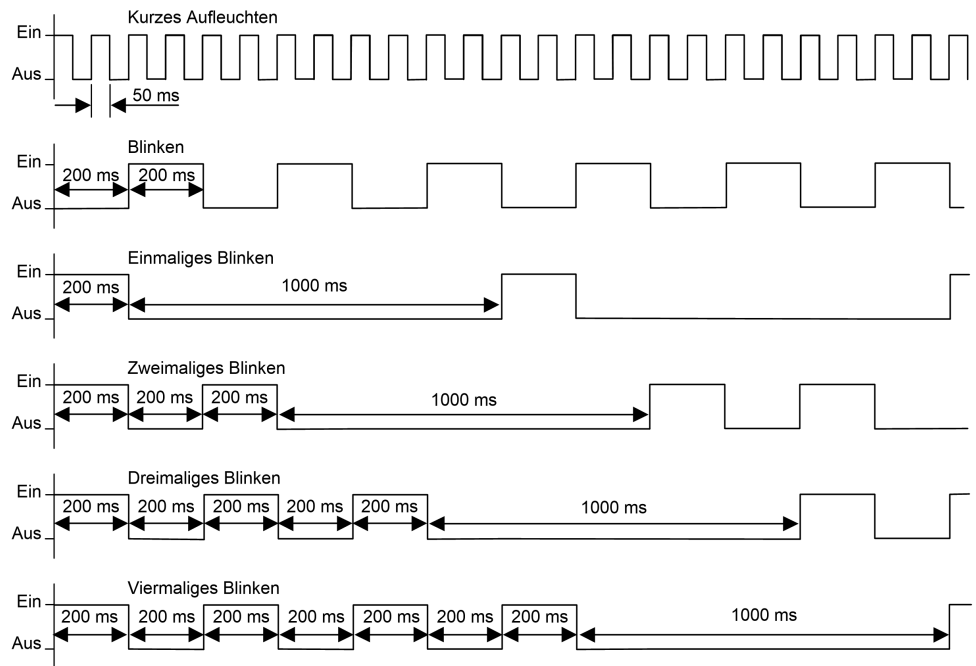 Kurzes Aufleuchten
Ein
Aus
50 ms
Blinken
Ein
200 ms 200 ms
Aus
Einmaliges Blinken
Ein
200 ms 1000 ms
Aus
Zweimaliges Blinken
Ein
200 ms 200 ms 200 ms 1000 ms
Aus
Dreimaliges Blinken
Ein
200 ms 200 ms 200 ms 200 ms 200 ms 1000 ms
Aus
Viermaliges Blinken
Ein
200 ms 200 ms 200 ms 200 ms 200 ms 200 ms 200 ms 1000 ms
Aus